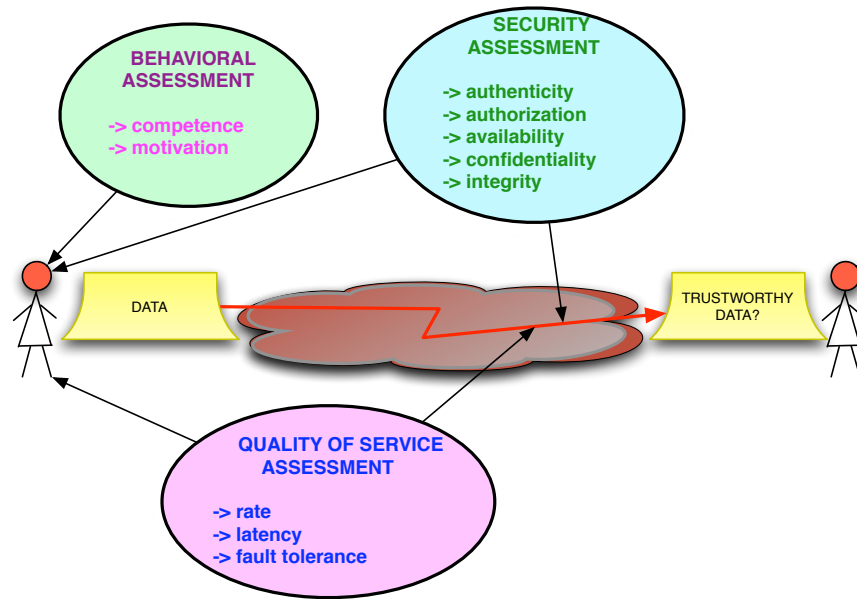 BEHAVIORAL
ASSESSMENT
-> competence
-> motivation
SECURITY
ASSESSMENT
-> authenticity
-> authorization
-> availability
-> confidentiality
-> integrity
DATA
TRUSTWORTHY
DATA?
QUALITY OF SERVICE
ASSESSMENT
-> rate
-> latency
-> fault tolerance